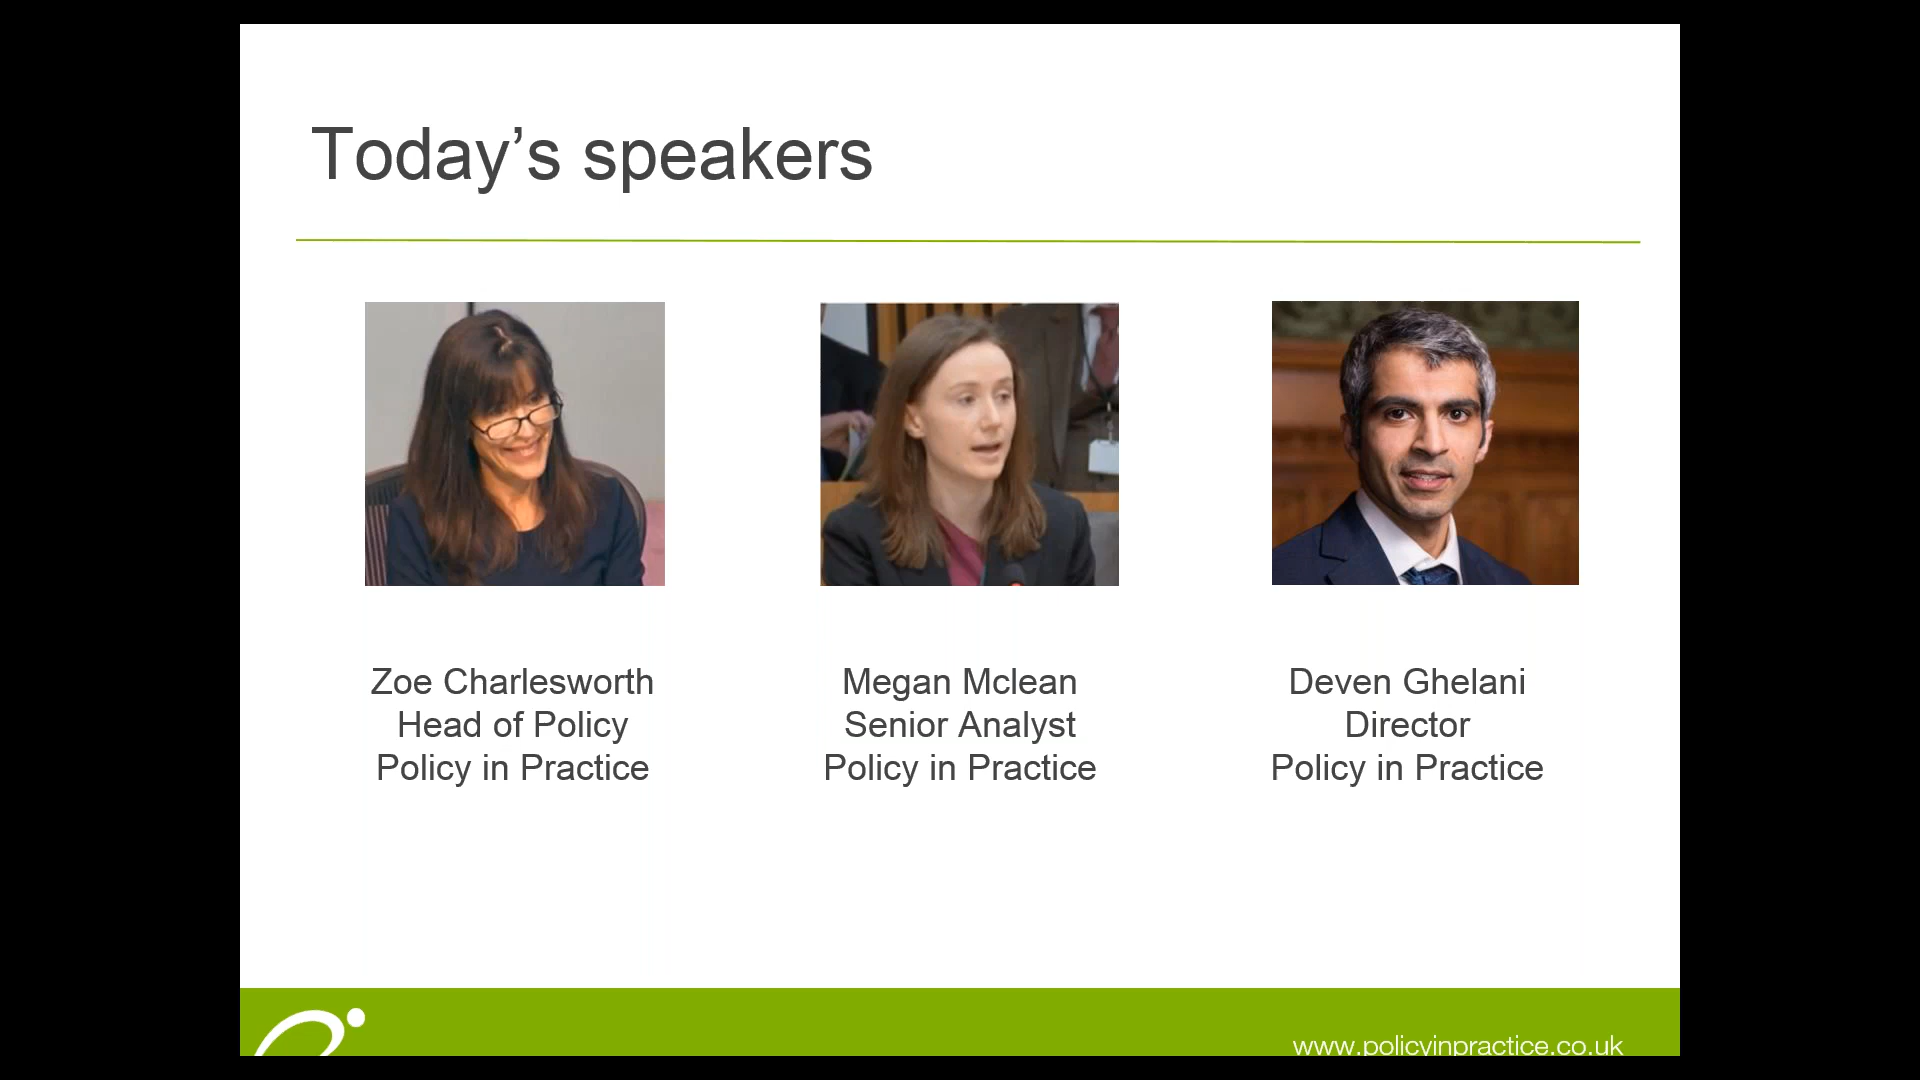 Today’s speakers
Zoe Charlesworth
Head of Policy
Policy in Practice
Megan Mclean
Senior Analyst
Policy in Practice
Deven Ghelani
Director
Policy in Practice
www.policyinpractice.co.uk